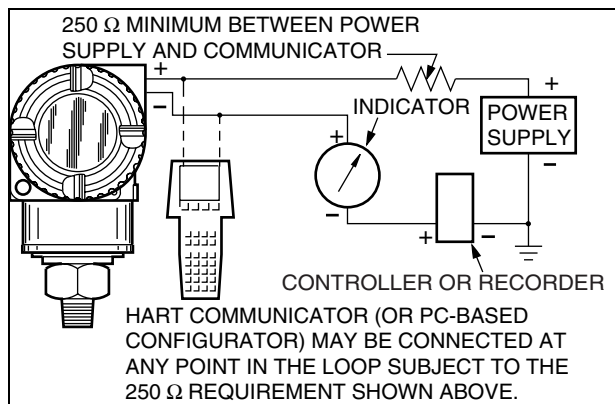 250 Ω MINIMUM BETWEEN POWER
SUPPLY AND COMMUNICATOR
+
+
INDICATOR
−
+
POWER
SUPPLY
−
−
+
−
CONTROLLER OR RECORDER
HART COMMUNICATOR (OR PC-BASED
CONFIGURATOR) MAY BE CONNECTED AT
ANY POINT IN THE LOOP SUBJECT TO THE
250 Ω REQUIREMENT SHOWN ABOVE.